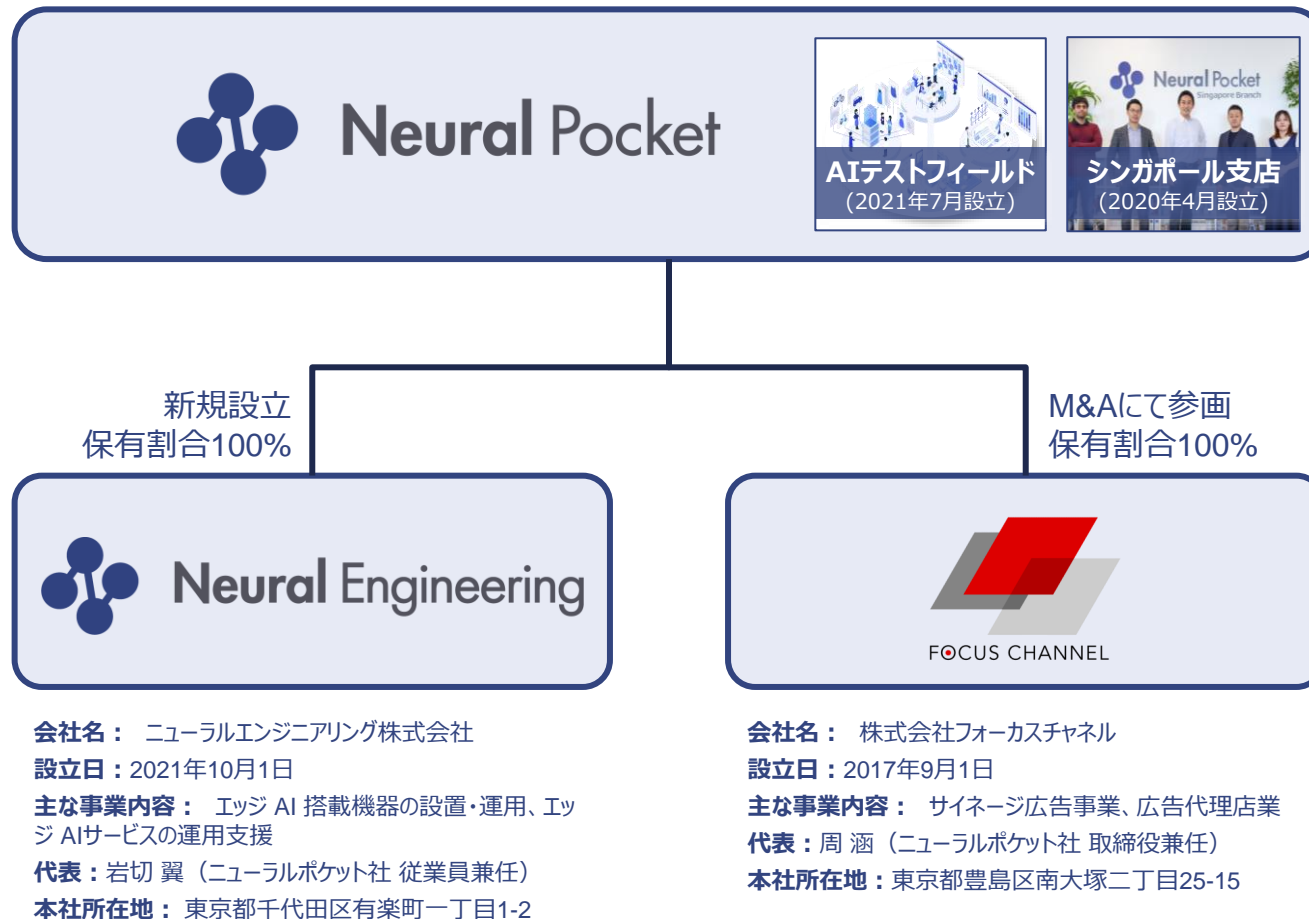 Neural Pocket
AIテストフィールド
(2021年7月設立)
Neural Pocket
Singapore Branch
シンガポール支店
(2020年4月設立)
新規設立
保有割合100%
M&Aにて参画
保有割合100%
Neural Engineering
FOCUS CHANNEL
会社名： ニューラルエンジニアリング株式会社
設立日：2021年10月1日
主な事業内容： エッジ AI 搭載機器の設置・運用、エッ
ジ AIサービスの運用支援
代表：岩切 翼（ニューラルポケット社 従業員兼任）
本社所在地： 東京都千代田区有楽町一丁目1-2
会社名： 株式会社フォーカスチャネル
設立日：2017年9月1日
主な事業内容： サイネージ広告事業、広告代理店業
代表：周 涵（ニューラルポケット社 取締役兼任）
本社所在地：東京都豊島区南大塚二丁目25-15